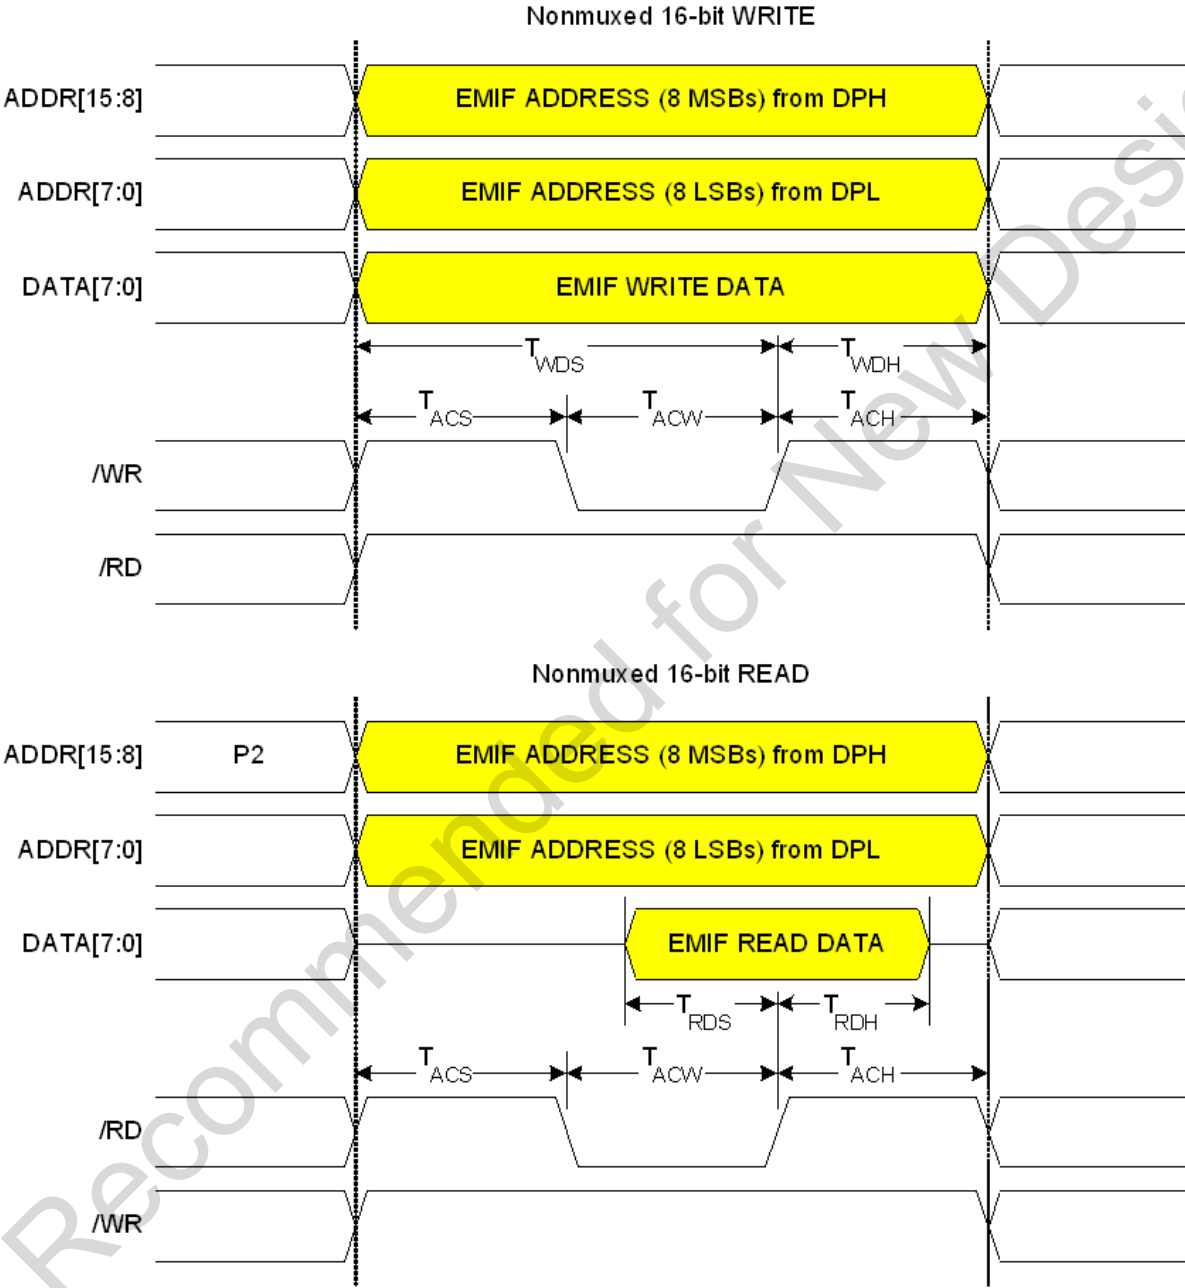 Nonmuxed 16-bit WRITE
ADDR[15:8]
EMIF ADDRESS (8 MSBs) from DPH
ADDR[7:0]
EMIF ADDRESS (8 LSBs) from DPL
DATA[7:0]
EMIF WRITE DATA
TWDS TWDH
TACS TACW TACH
/WR
/RD
Nonmuxed 16-bit READ
ADDR[15:8] P2 EMIF ADDRESS (8 MSBs) from DPH
ADDR[7:0]
EMIF ADDRESS (8 LSBs) from DPL
DATA[7:0]
EMIF READ DATA
TRDS TRDH
TACS TACW TACH
/RD
/WR
Recommended for New